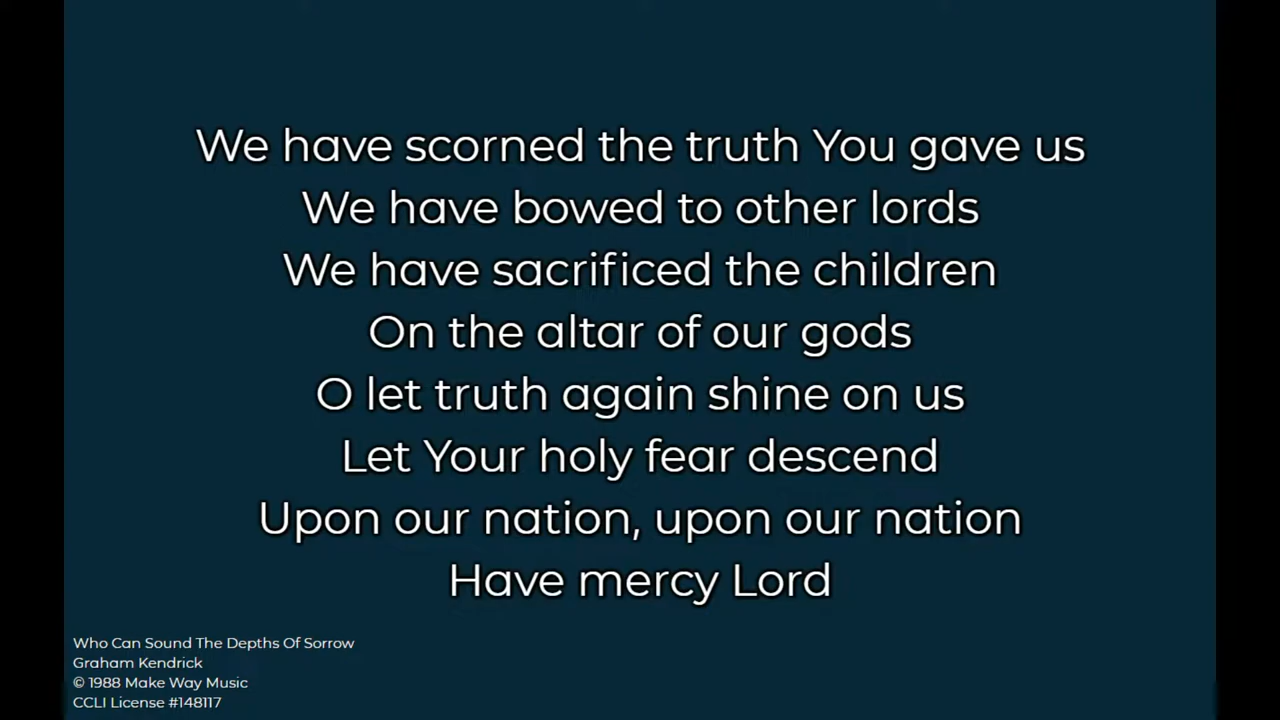 We have scorned the truth You gave us
We have bowed to other lords
We have sacrificed the children
On the altar of our gods
O let truth again shine on us
Let Your holy fear descend
Upon our nation, upon our nation
Have mercy Lord
Who Can Sound The Depths Of Sorrow
Graham Kendrick
© 1988 Make Way Music
CCLI License #148117